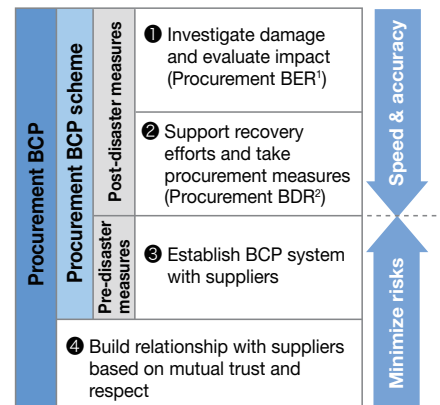 Procurement BCP
Procurement BCP scheme
Post-disaster measures
❶ Investigate damage
and evaluate impact
(Procurement BER¹)
❷ Support recovery
efforts and take
procurement measures
(Procurement BDR²)
Speed & accuracy
Pre-disaster
measures
❸ Establish BCP system
with suppliers
❹ Build relationship with suppliers
based on mutual trust and
respect
Minimize risks